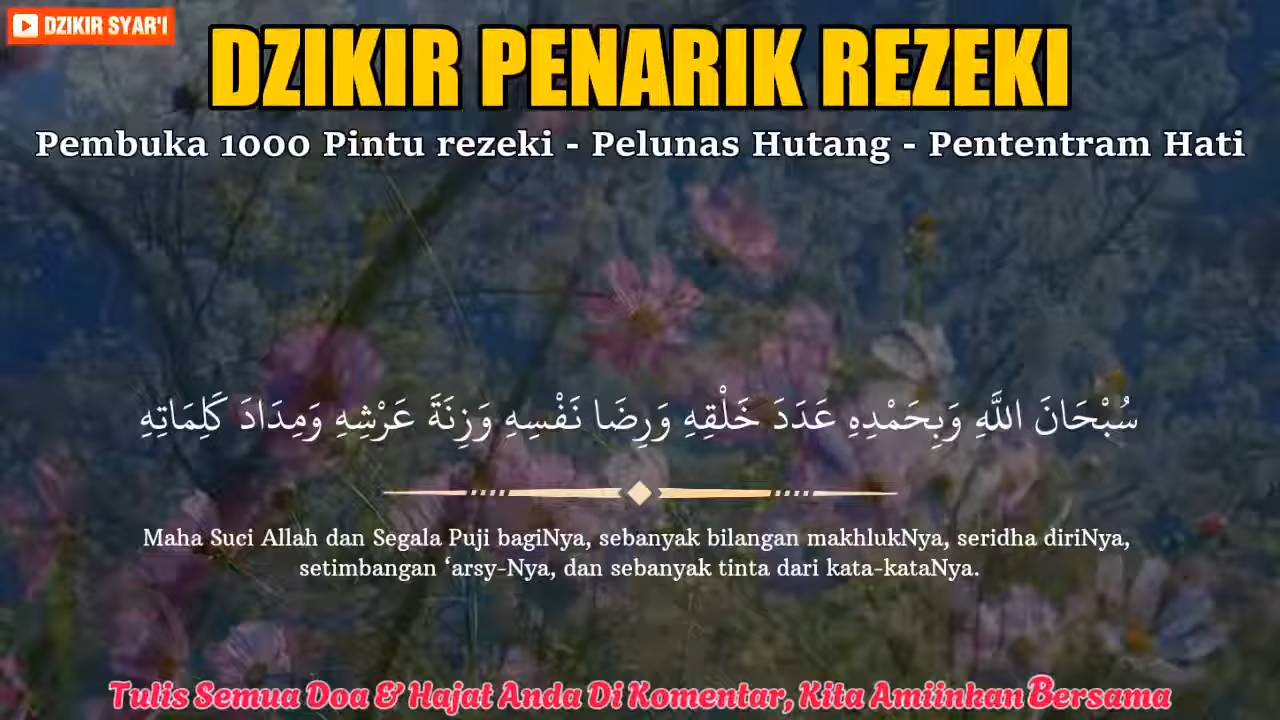 DZIKIR SYAR'I
DZIKIR PENARIK REZEKI
Pembuka 1000 Pintu rezeki - Pelunas Hutang - Pententram Hati
سُبْحَانَ اللَّهِ وَبِحَمْدِهِ عَدَدَ خَلْقِهِ وَرِضَا نَفْسِهِ وَزِنَةَ عَرْشِهِ وَمِدَادَ كَلِمَاتِهِ
Maha Suci Allah dan Segala Puji bagiNya, sebanyak bilangan makhlukNya, seridha diriNya,
setimbangan ‘arsy-Nya, dan sebanyak tinta dari kata-kataNya.
Tulis Semua Doa & Hajat Anda Di Komentar, Kita Amiinkan Bersama